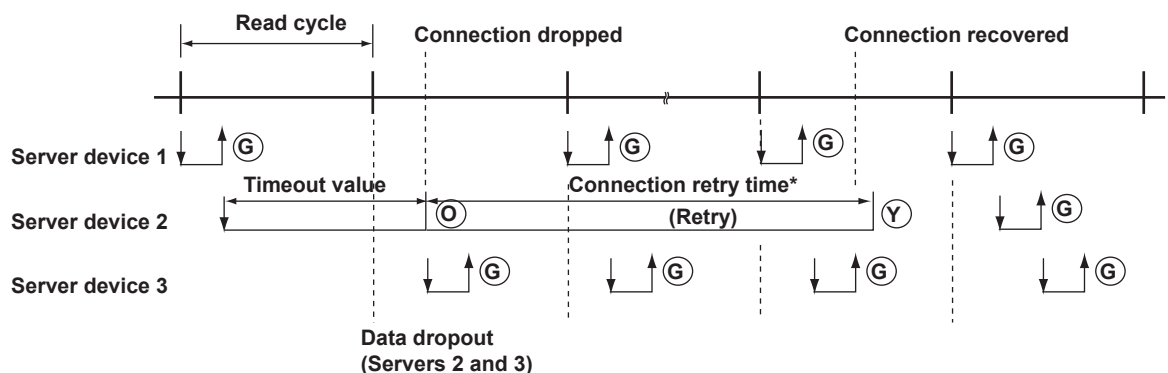 Read cycle
Connection dropped
Connection recovered
Server device 1
G
G
G
G
Timeout value
Connection retry time*
Server device 2
O
(Retry)
Y
G
Server device 3
G
G
G
G
Data dropout
(Servers 2 and 3)